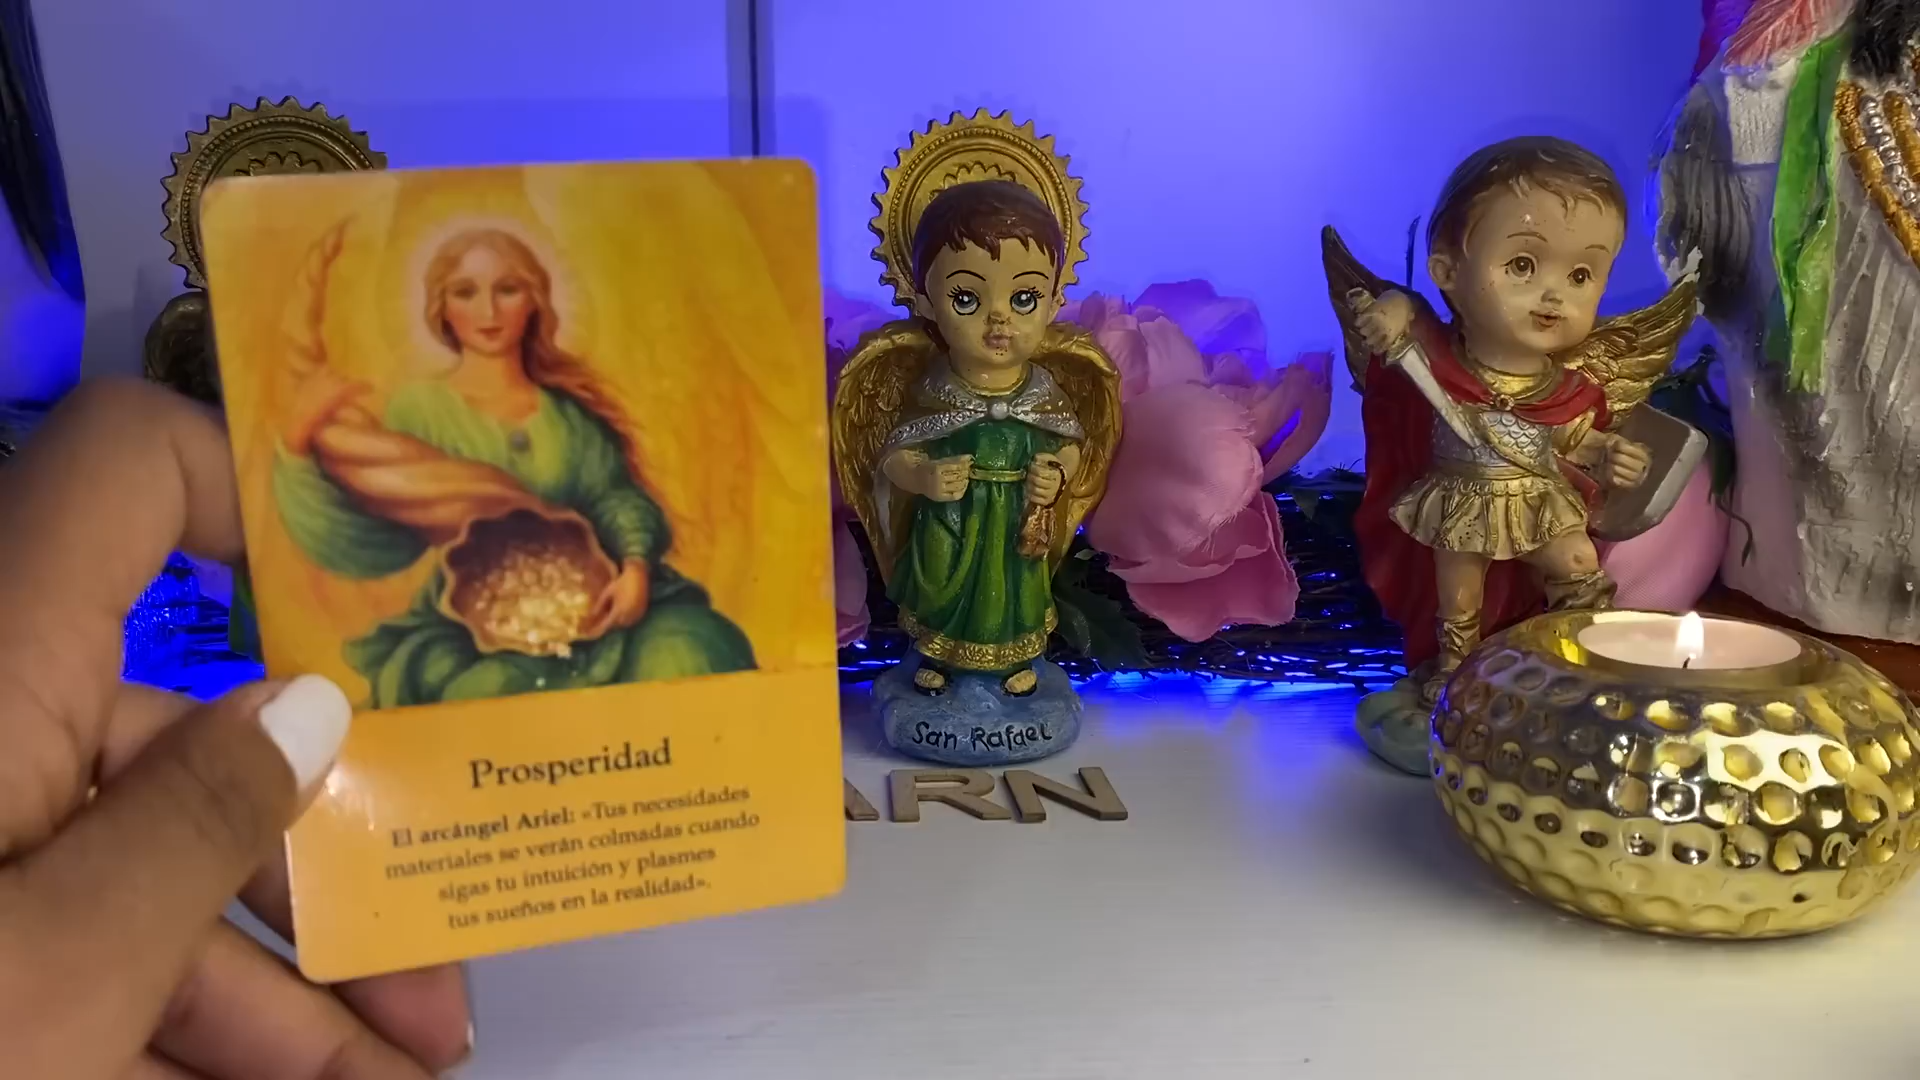 Prosperidad
El arcángel Ariel: «Tus necesidades
materiales se verán colmadas cuando
sigas tu intuición y plasmes
tus sueños en la realidad».
San Rafael
ARN